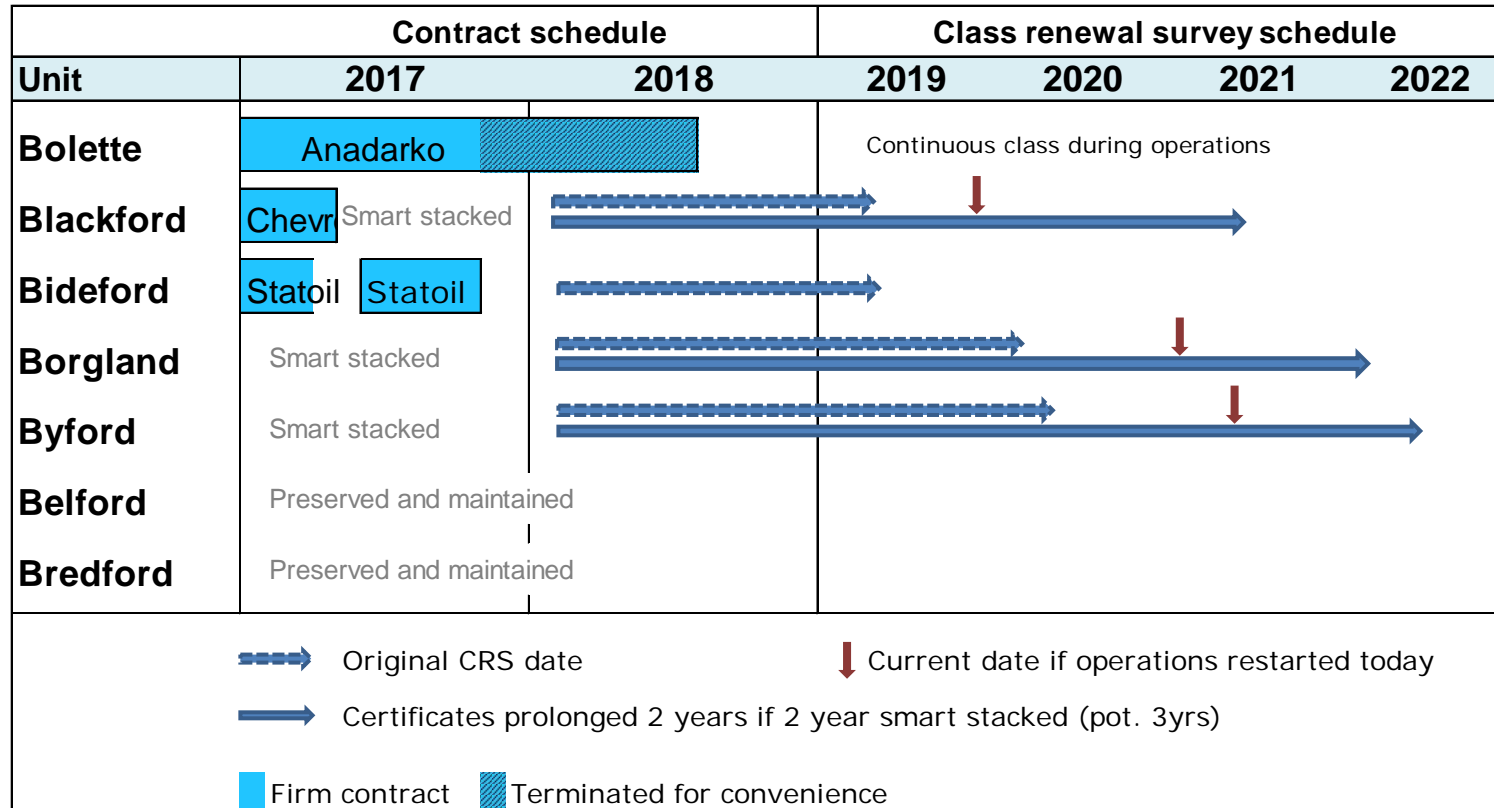 Contract schedule Class renewal survey schedule
Unit 2017 2018 2019 2020 2021 2022
Bolette Anadarko Continuous class during operations
Blackford Chevr Smart stacked
Bideford Statoil Statoil
Borgland Smart stacked
Byford Smart stacked
Belford Preserved and maintained
Bredford Preserved and maintained
Original CRS date Current date if operations restarted today
Certificates prolonged 2 years if 2 year smart stacked (pot. 3yrs)
Firm contract Terminated for convenience